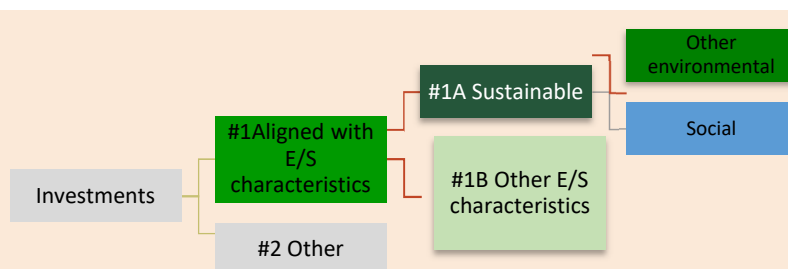 Other
environmental
#1A Sustainable
#1Aligned with
E/S
characteristics
Social
#1B Other E/S
characteristics
Investments
#2 Other